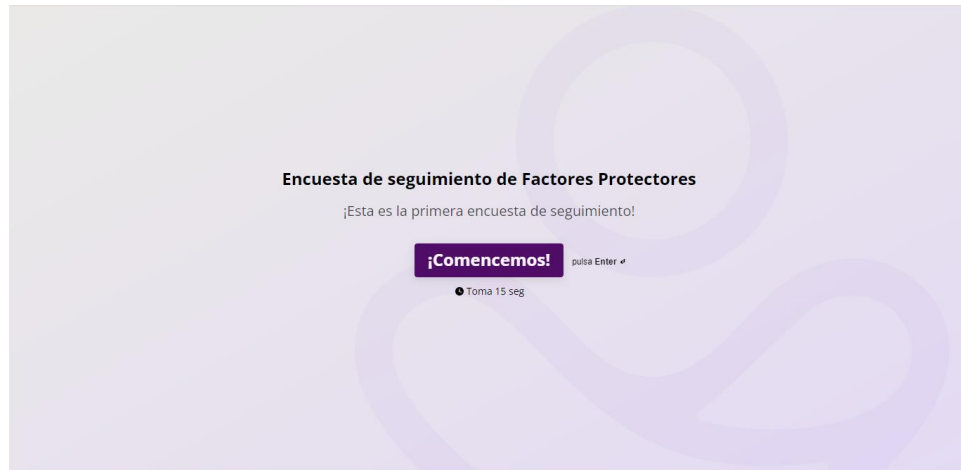 Encuesta de seguimiento de Factores Protectores
¡Esta es la primera encuesta de seguimiento!
¡Comencemos! pulsa Enter ↵
Toma 15 seg